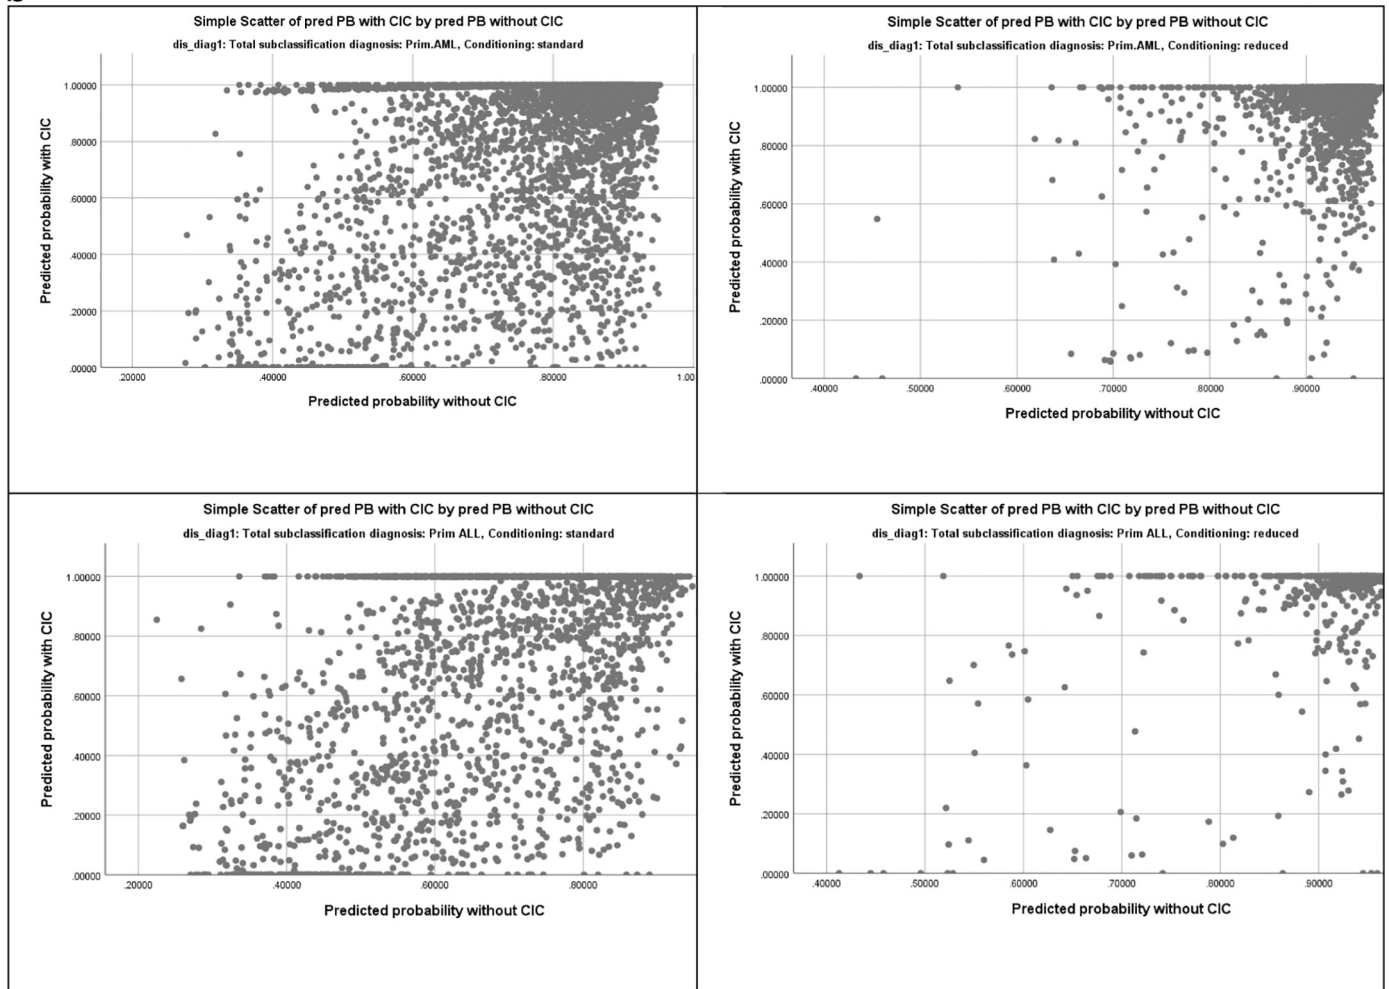 Simple Scatter of pred PB with CIC by pred PB without CIC
dis_diag1: Total subclassification diagnosis: Prim.AML, Conditioning: standard
Predicted probability with CIC
1.00000
.80000
.60000
.40000
.20000
.00000
.20000
.40000
.60000
.80000
1.00
Predicted probability without CIC
Simple Scatter of pred PB with CIC by pred PB without CIC
dis_diag1: Total subclassification diagnosis: Prim.AML, Conditioning: reduced
Predicted probability with CIC
1.00000
.80000
.60000
.40000
.20000
.00000
.40000
.50000
.60000
.70000
.80000
.90000
Predicted probability without CIC
Simple Scatter of pred PB with CIC by pred PB without CIC
dis_diag1: Total subclassification diagnosis: Prim ALL, Conditioning: standard
Predicted probability with CIC
1.00000
.80000
.60000
.40000
.20000
.00000
.20000
.40000
.60000
.80000
Predicted probability without CIC
Simple Scatter of pred PB with CIC by pred PB without CIC
dis_diag1: Total subclassification diagnosis: Prim ALL, Conditioning: reduced
Predicted probability with CIC
1.00000
.80000
.60000
.40000
.20000
.00000
.40000
.50000
.60000
.70000
.80000
.90000
Predicted probability without CIC